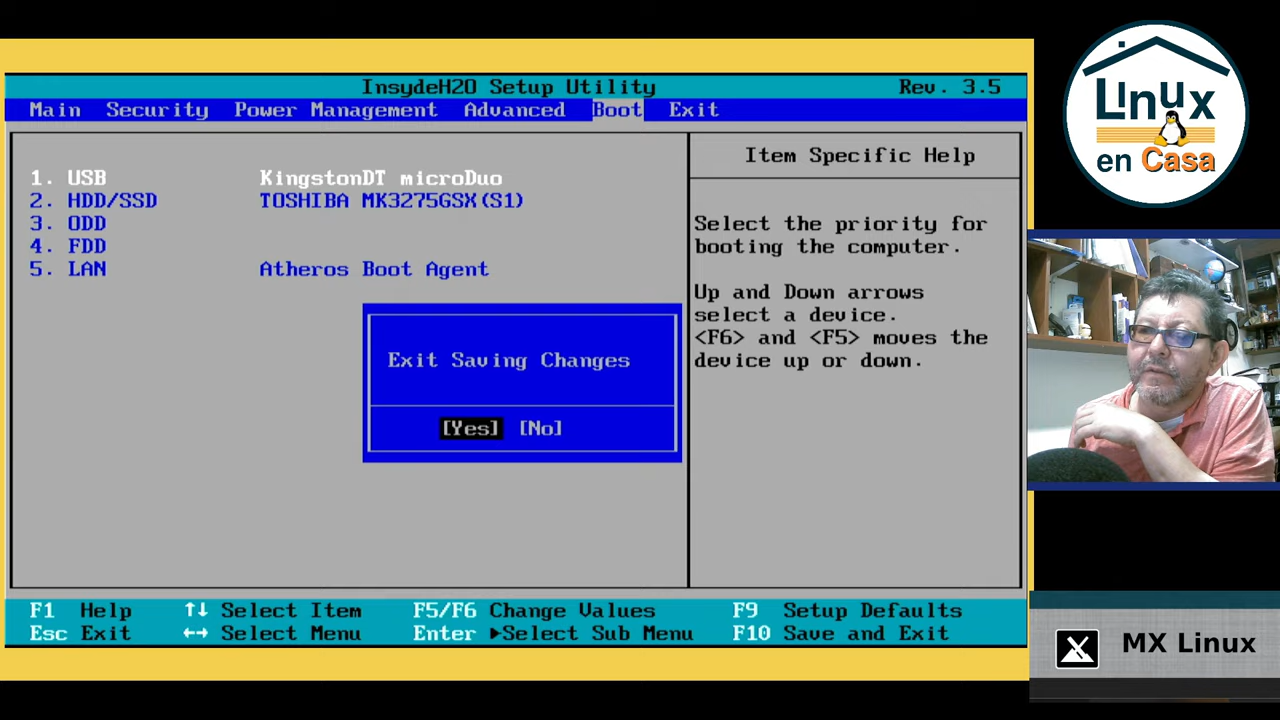 InsydeH20 Setup Utility Rev. 3.5
Main Security Power Management Advanced Boot Exit
1. USB KingstonDT microDuo
2. HDD/SSD TOSHIBA MK3275GSX(S1)
3. ODD
4. FDD
5. LAN Atheros Boot Agent
Exit Saving Changes
[Yes] [No]
Item Specific Help
Select the priority for
booting the computer.
Up and Down arrows
select a device.
<F6> and <F5> moves the
device up or down.
F1 Help ↑↓ Select Item F5/F6 Change Values F9 Setup Defaults
Esc Exit ←→ Select Menu Enter ▶Select Sub Menu F10 Save and Exit
Linux
en Casa
MX Linux